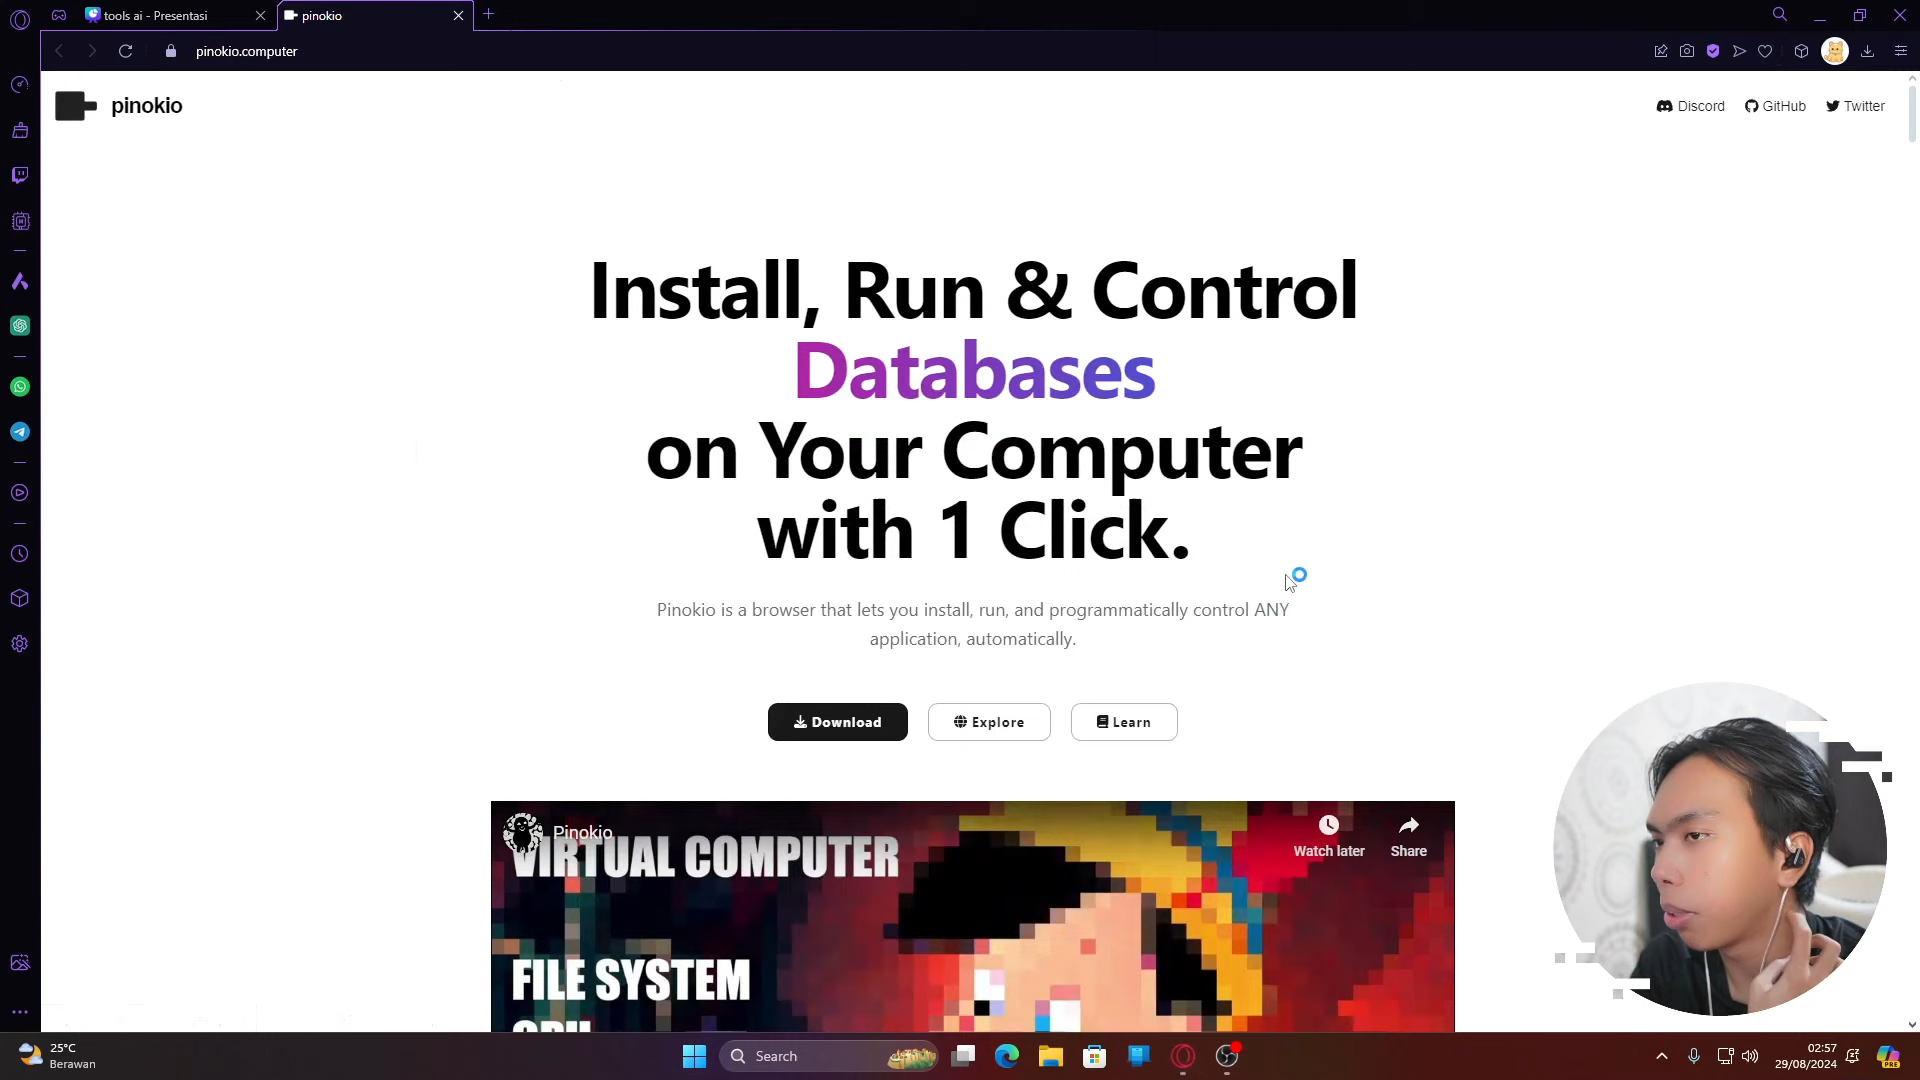 tools ai - Presentasi
pinokio
pinokio.computer
pinokio
Discord
GitHub
Twitter
Install, Run & Control
Databases
on Your Computer
with 1 Click.
Pinokio is a browser that lets you install, run, and programmatically control ANY
application, automatically.
Download
Explore
Learn
Pinokio
VIRTUAL COMPUTER
Watch later
Share
FILE SYSTEM
25°C
Berawan
Search
02:57
29/08/2024
PRE